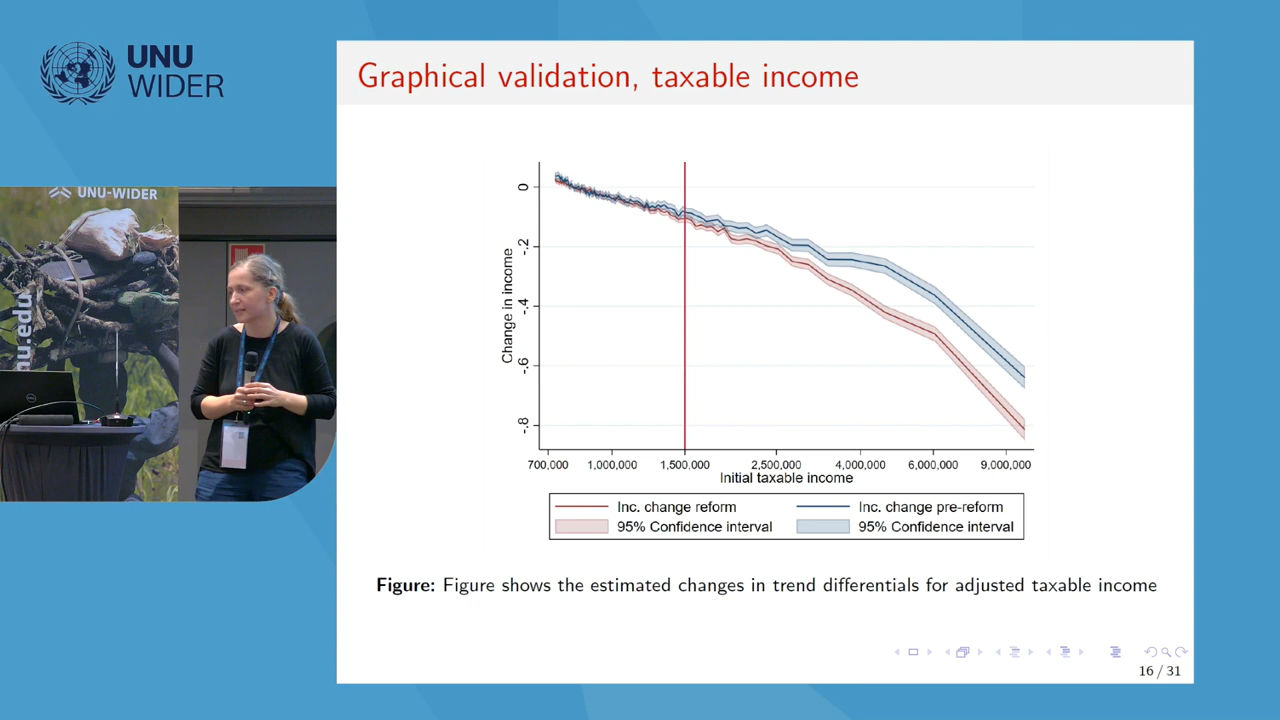 UNU
WIDER
UNU-WIDER
nu.edu
Graphical validation, taxable income
0
-.2
-.4
-.6
-.8
Change in income
700,000 1,000,000 1,500,000 2,500,000 4,000,000 6,000,000 9,000,000
Initial taxable income
Inc. change reform Inc. change pre-reform
95% Confidence interval 95% Confidence interval
Figure: Figure shows the estimated changes in trend differentials for adjusted taxable income
16 / 31